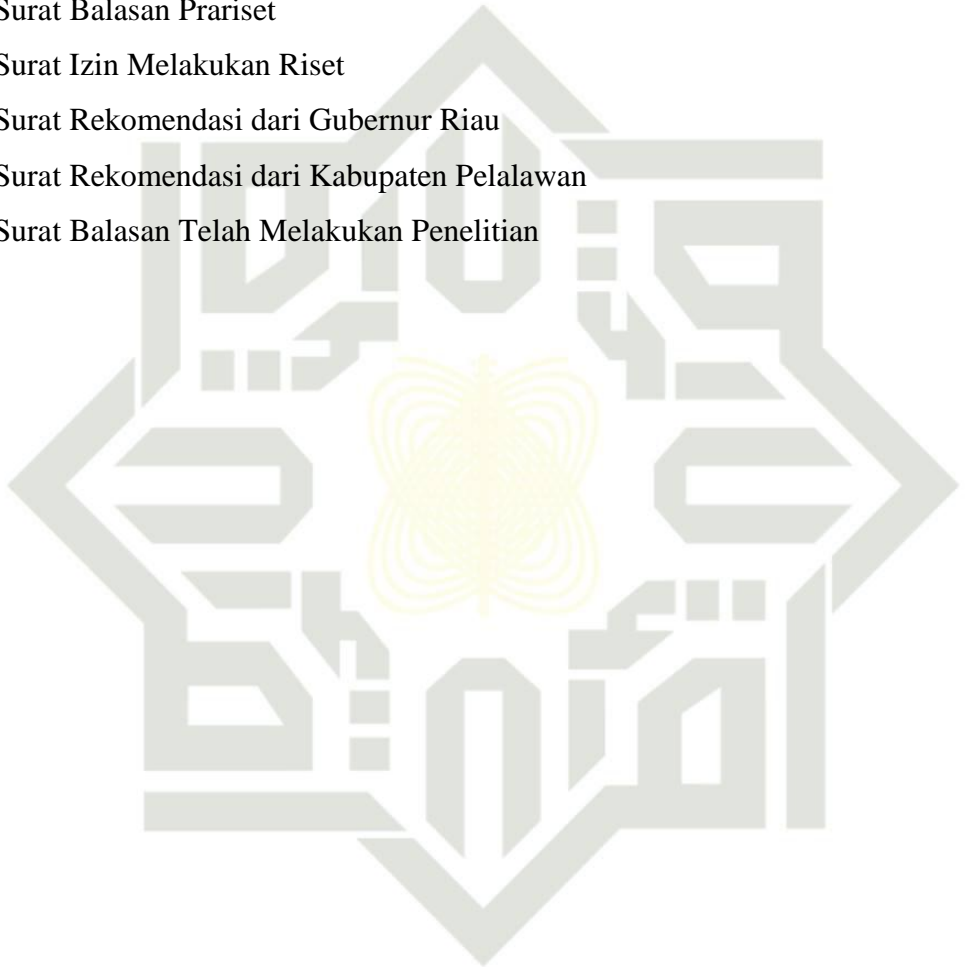 Surat Balasan Prariset
Surat Izin Melakukan Riset
Surat Rekomendasi dari Gubernur Riau
Surat Rekomendasi dari Kabupaten Pelalawan
Surat Balasan Telah Melakukan Penelitian